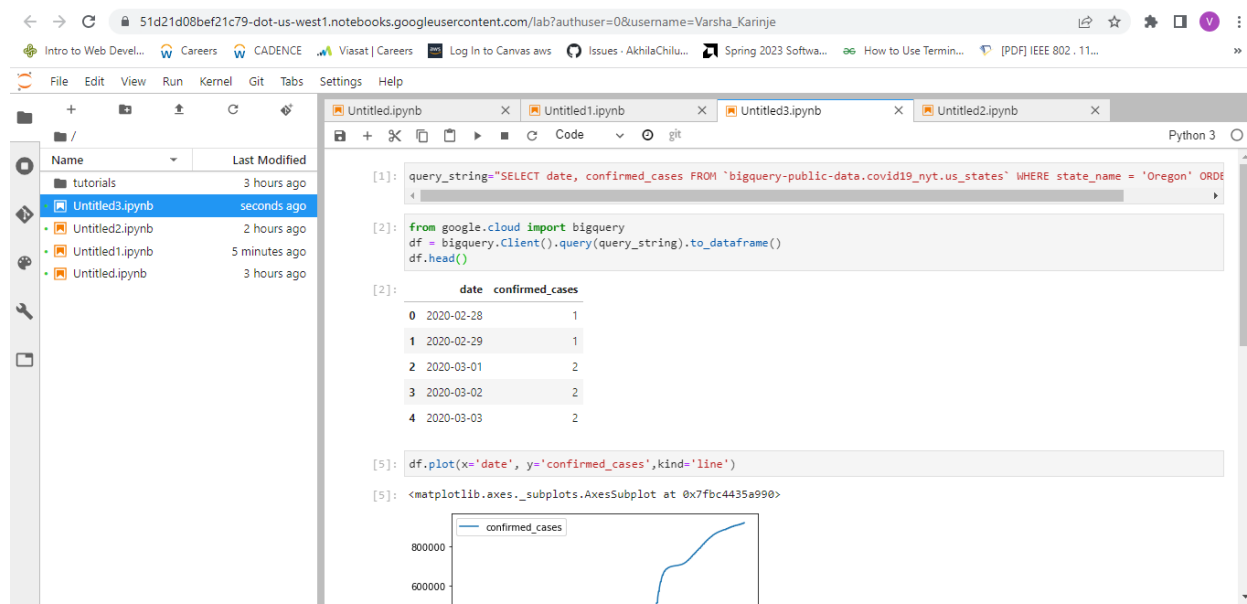 51d21d08bef21c79-dot-us-west1.notebooks.googleusercontent.com/lab?authuser=0&username=Varsha_Karinje
V
Intro to Web Devel... Careers CADENCE Viasat | Careers Log In to Canvas aws Issues · AkhilaChilu... Spring 2023 Softwa... How to Use Termin... [PDF] IEEE 802 . 11... »
File Edit View Run Kernel Git Tabs Settings Help
Untitled.ipynb Untitled1.ipynb Untitled3.ipynb Untitled2.ipynb
/
Code git Python 3
Name Last Modified
tutorials 3 hours ago
Untitled3.ipynb seconds ago
Untitled2.ipynb 2 hours ago
Untitled1.ipynb 5 minutes ago
Untitled.ipynb 3 hours ago
[1]: query_string="SELECT date, confirmed_cases FROM `bigquery-public-data.covid19_nyt.us_states` WHERE state_name = 'Oregon' ORDE
[2]: from google.cloud import bigquery
df = bigquery.Client().query(query_string).to_dataframe()
df.head()
[2]: date confirmed_cases
0 2020-02-28 1
1 2020-02-29 1
2 2020-03-01 2
3 2020-03-02 2
4 2020-03-03 2
[5]: df.plot(x='date', y='confirmed_cases',kind='line')
[5]: <matplotlib.axes._subplots.AxesSubplot at 0x7fbc4435a990>
confirmed_cases
800000
600000